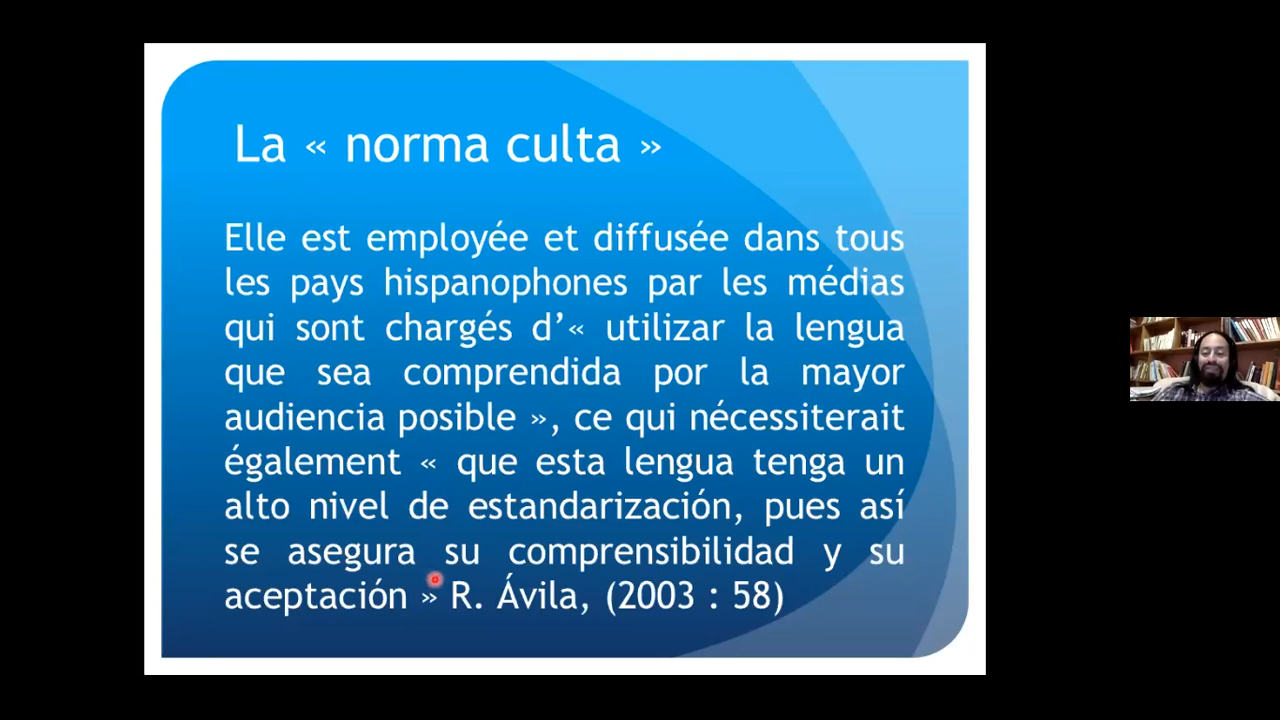 La « norma culta »
Elle est employée et diffusée dans tous
les pays hispanophones par les médias
qui sont chargés d’« utilizar la lengua
que sea comprendida por la mayor
audiencia posible », ce qui nécessiterait
également « que esta lengua tenga un
alto nivel de estandarización, pues así
se asegura su comprensibilidad y su
aceptación » R. Ávila, (2003 : 58)